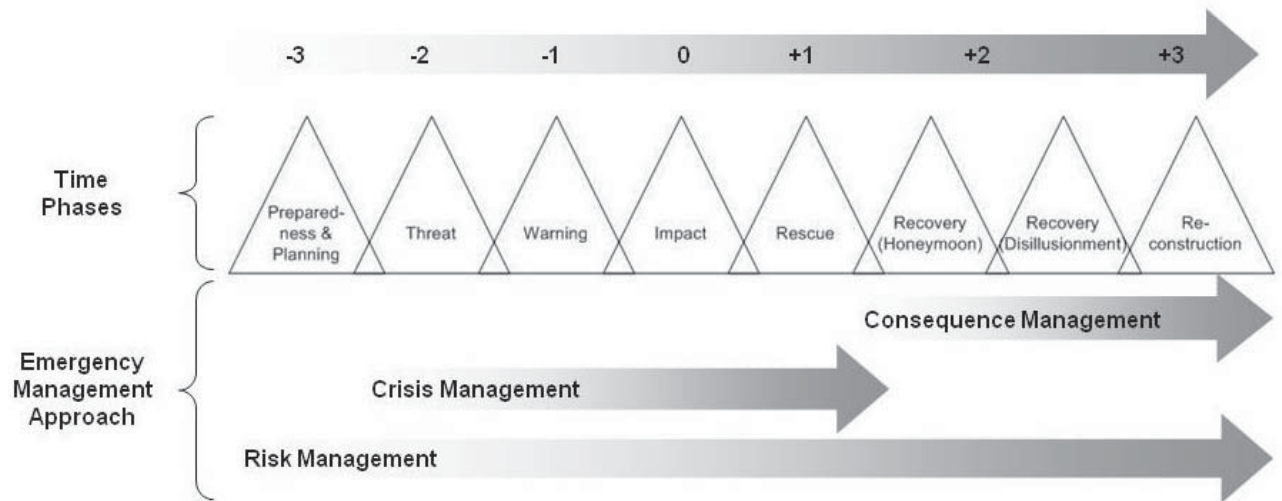 -3 -2 -1 0 +1 +2 +3
Time
Phases
Prepared-
ness &
Planning
Threat
Warning
Impact
Rescue
Recovery
(Honeymoon)
Recovery
(Disillusionment)
Re-
construction
Emergency
Management
Approach
Consequence Management
Crisis Management
Risk Management